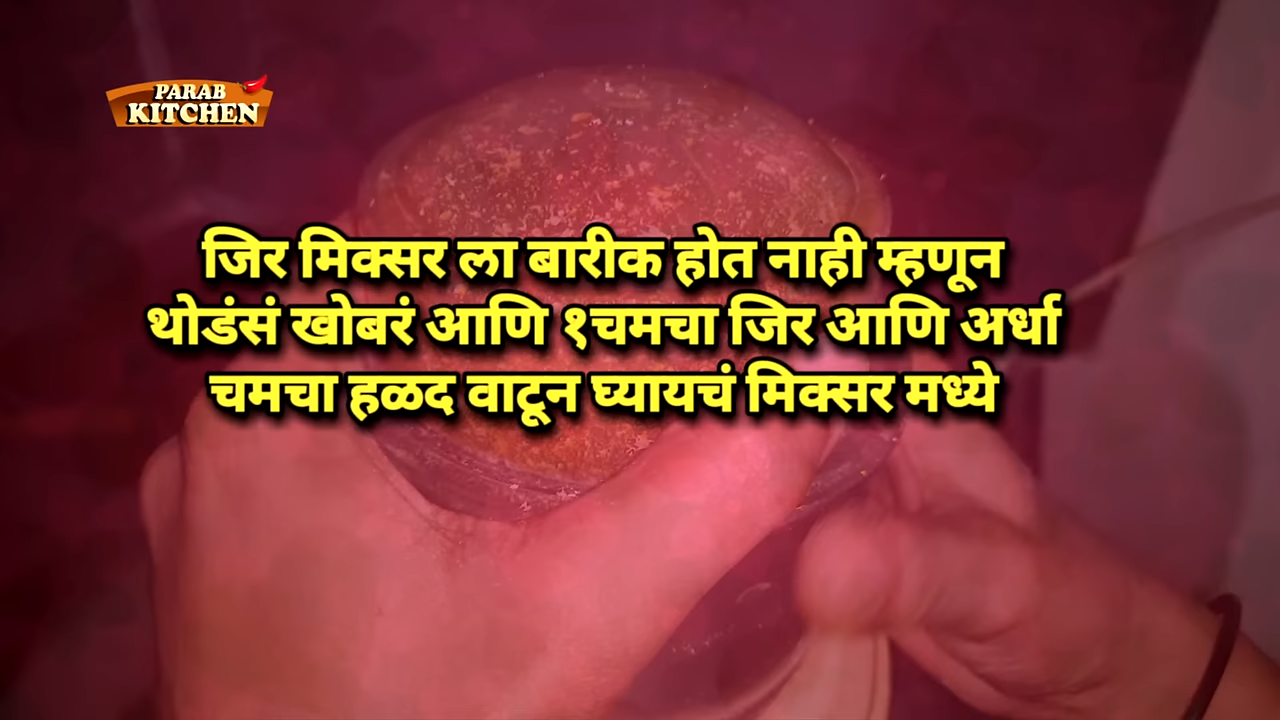 PARAB
KITCHEN
जिर मिक्सर ला बारीक होत नाही म्हणून
थोडंसं खोबरं आणि १चमचा जिर आणि अर्धा
चमचा हळद वाटून घ्यायचं मिक्सर मध्ये